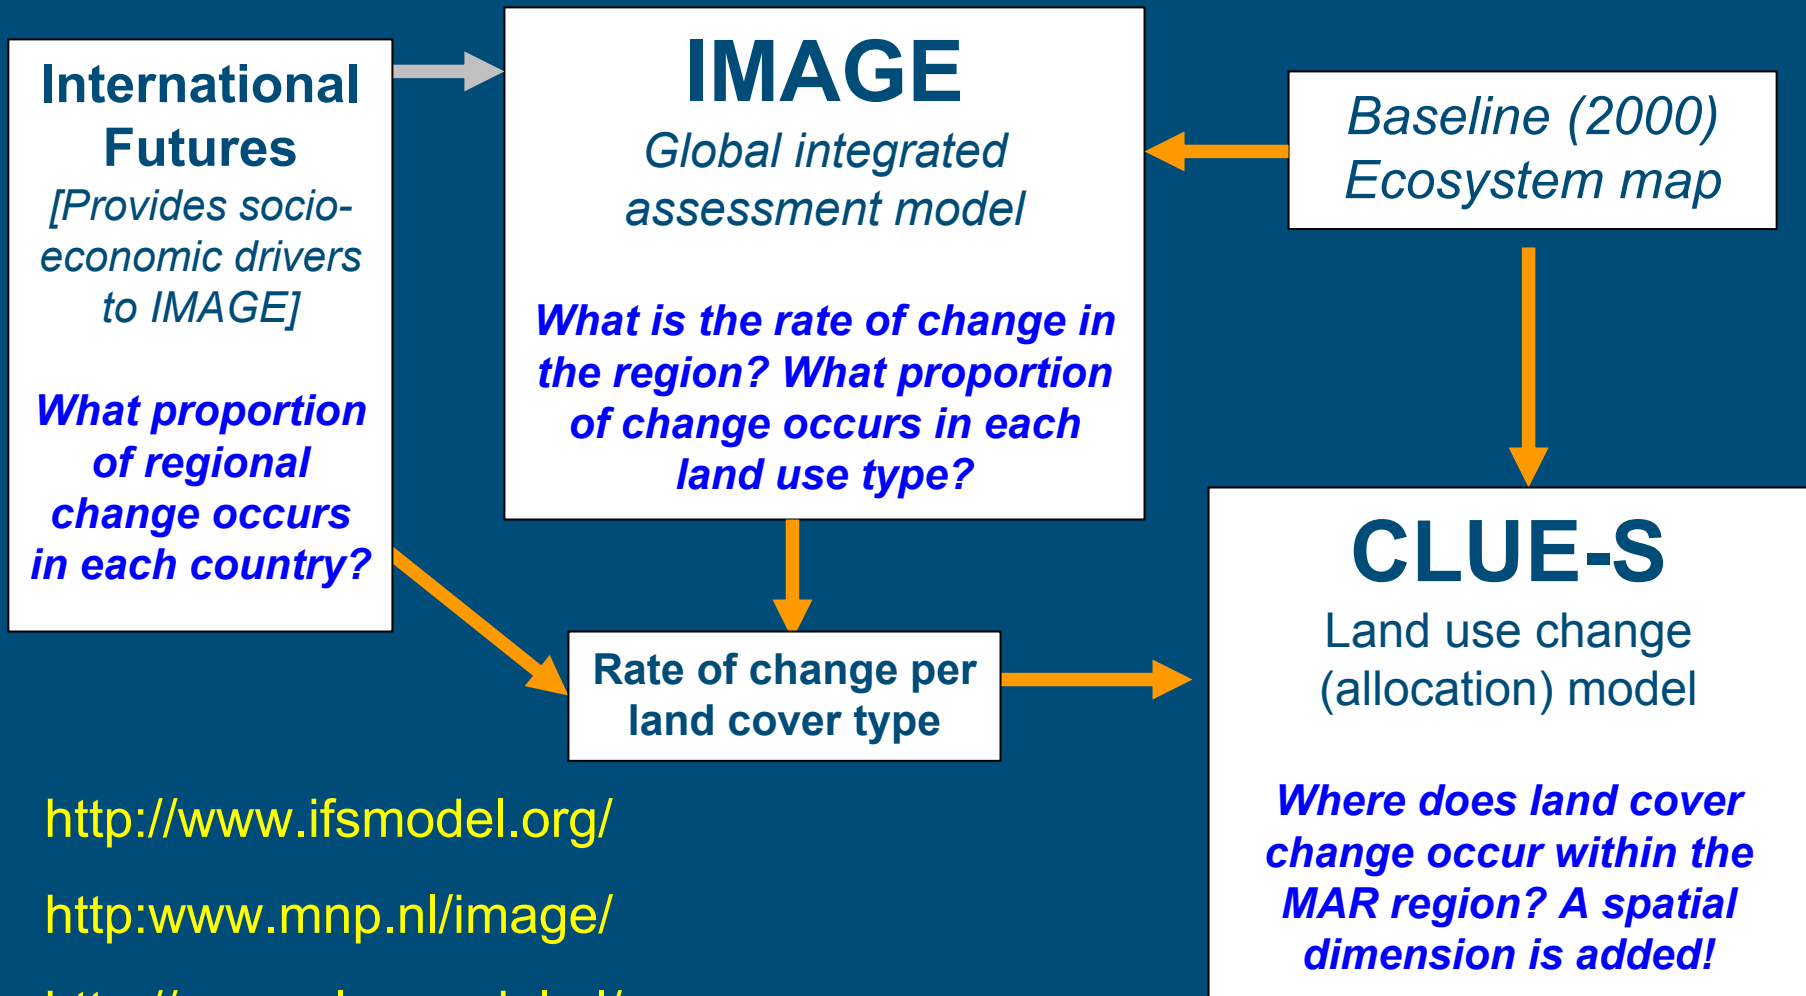 International
Futures
[Provides socio-
economic drivers
to IMAGE]
What proportion
of regional
change occurs
in each country?
IMAGE
Global integrated
assessment model
What is the rate of change in
the region? What proportion
of change occurs in each
land use type?
Baseline (2000)
Ecosystem map
Rate of change per
land cover type
CLUE-S
Land use change
(allocation) model
Where does land cover
change occur within the
MAR region? A spatial
dimension is added!
http://www.ifsmodel.org/
http:www.mnp.nl/image/